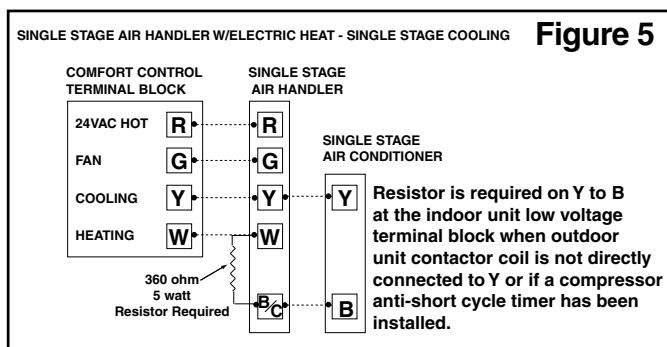 SINGLE STAGE AIR HANDLER W/ELECTRIC HEAT - SINGLE STAGE COOLING Figure 5
COMFORT CONTROL
TERMINAL BLOCK
SINGLE STAGE
AIR HANDLER
24VAC HOT R R
FAN G G
SINGLE STAGE
AIR CONDITIONER
COOLING Y Y Y
HEATING W W
360 ohm
5 watt
Resistor Required
B/C B
Resistor is required on Y to B
at the indoor unit low voltage
terminal block when outdoor
unit contactor coil is not directly
connected to Y or if a compressor
anti-short cycle timer has been
installed.